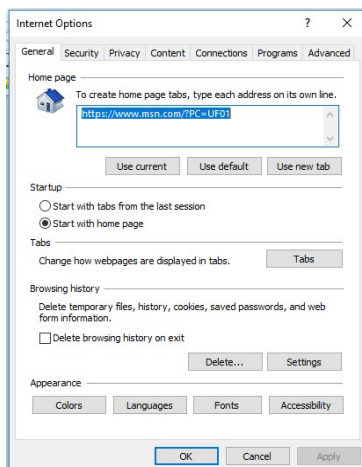 Internet Options
General Security Privacy Content Connections Programs Advanced
Home page
To create home page tabs, type each address on its own line.
https://www.msn.com/?PC=UF01
Use current Use default Use new tab
Startup
Start with tabs from the last session
Start with home page
Tabs
Change how webpages are displayed in tabs. Tabs
Browsing history
Delete temporary files, history, cookies, saved passwords, and web
form information.
Delete browsing history on exit
Delete... Settings
Appearance
Colors Languages Fonts Accessibility
OK Cancel Apply